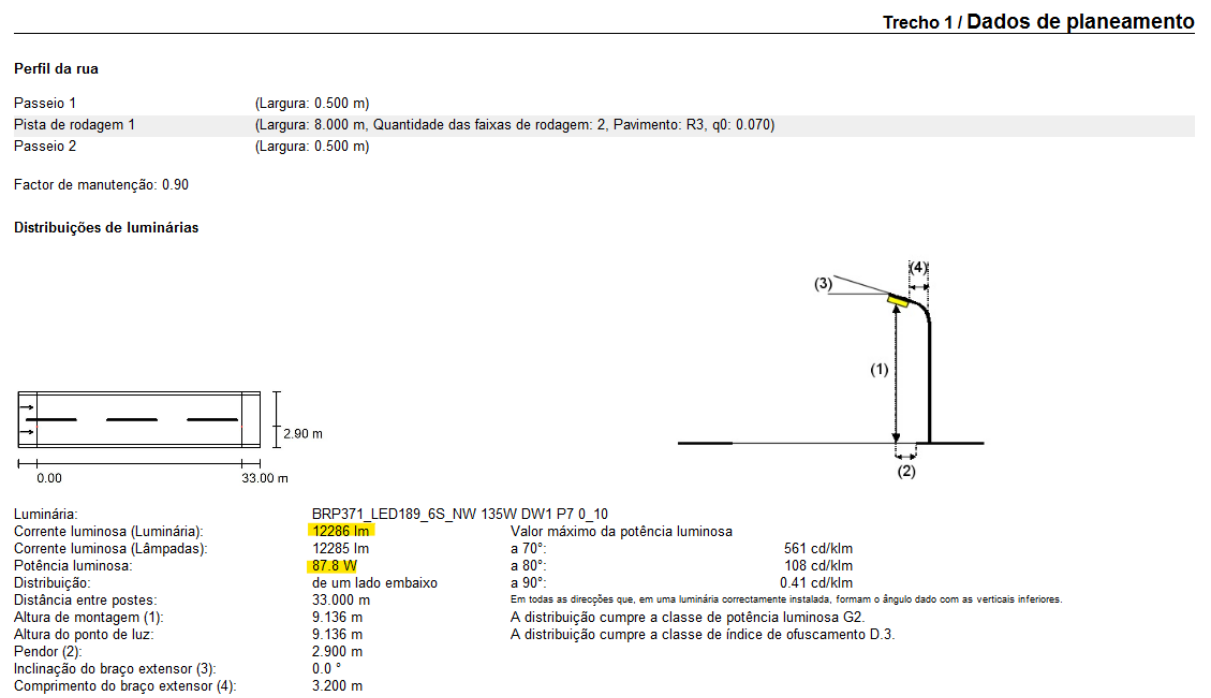 Trecho 1 / Dados de planeamento
Perfil da rua
Passeio 1 (Largura: 0.500 m)
Pista de rodagem 1 (Largura: 8.000 m, Quantidade das faixas de rodagem: 2, Pavimento: R3, q0: 0.070)
Passeio 2 (Largura: 0.500 m)
Factor de manutenção: 0.90
Distribuições de luminárias
(4)
(3)
(1)
2.90 m
(2)
0.00 33.00 m
Luminária: BRP371_LED189_6S_NW 135W DW1 P7 0_10
Corrente luminosa (Luminária): 12286 lm Valor máximo da potência luminosa
Corrente luminosa (Lâmpadas): 12285 lm a 70°: 561 cd/klm
Potência luminosa: 87.8 W a 80°: 108 cd/klm
Distribuição: de um lado embaixo a 90°: 0.41 cd/klm
Distância entre postes: 33.000 m Em todas as direcções que, em uma luminária correctamente instalada, formam o ângulo dado com as verticais inferiores.
Altura de montagem (1): 9.136 m A distribuição cumpre a classe de potência luminosa G2.
Altura do ponto de luz: 9.136 m A distribuição cumpre a classe de índice de ofuscamento D.3.
Pendor (2): 2.900 m
Inclinação do braço extensor (3): 0.0 °
Comprimento do braço extensor (4): 3.200 m